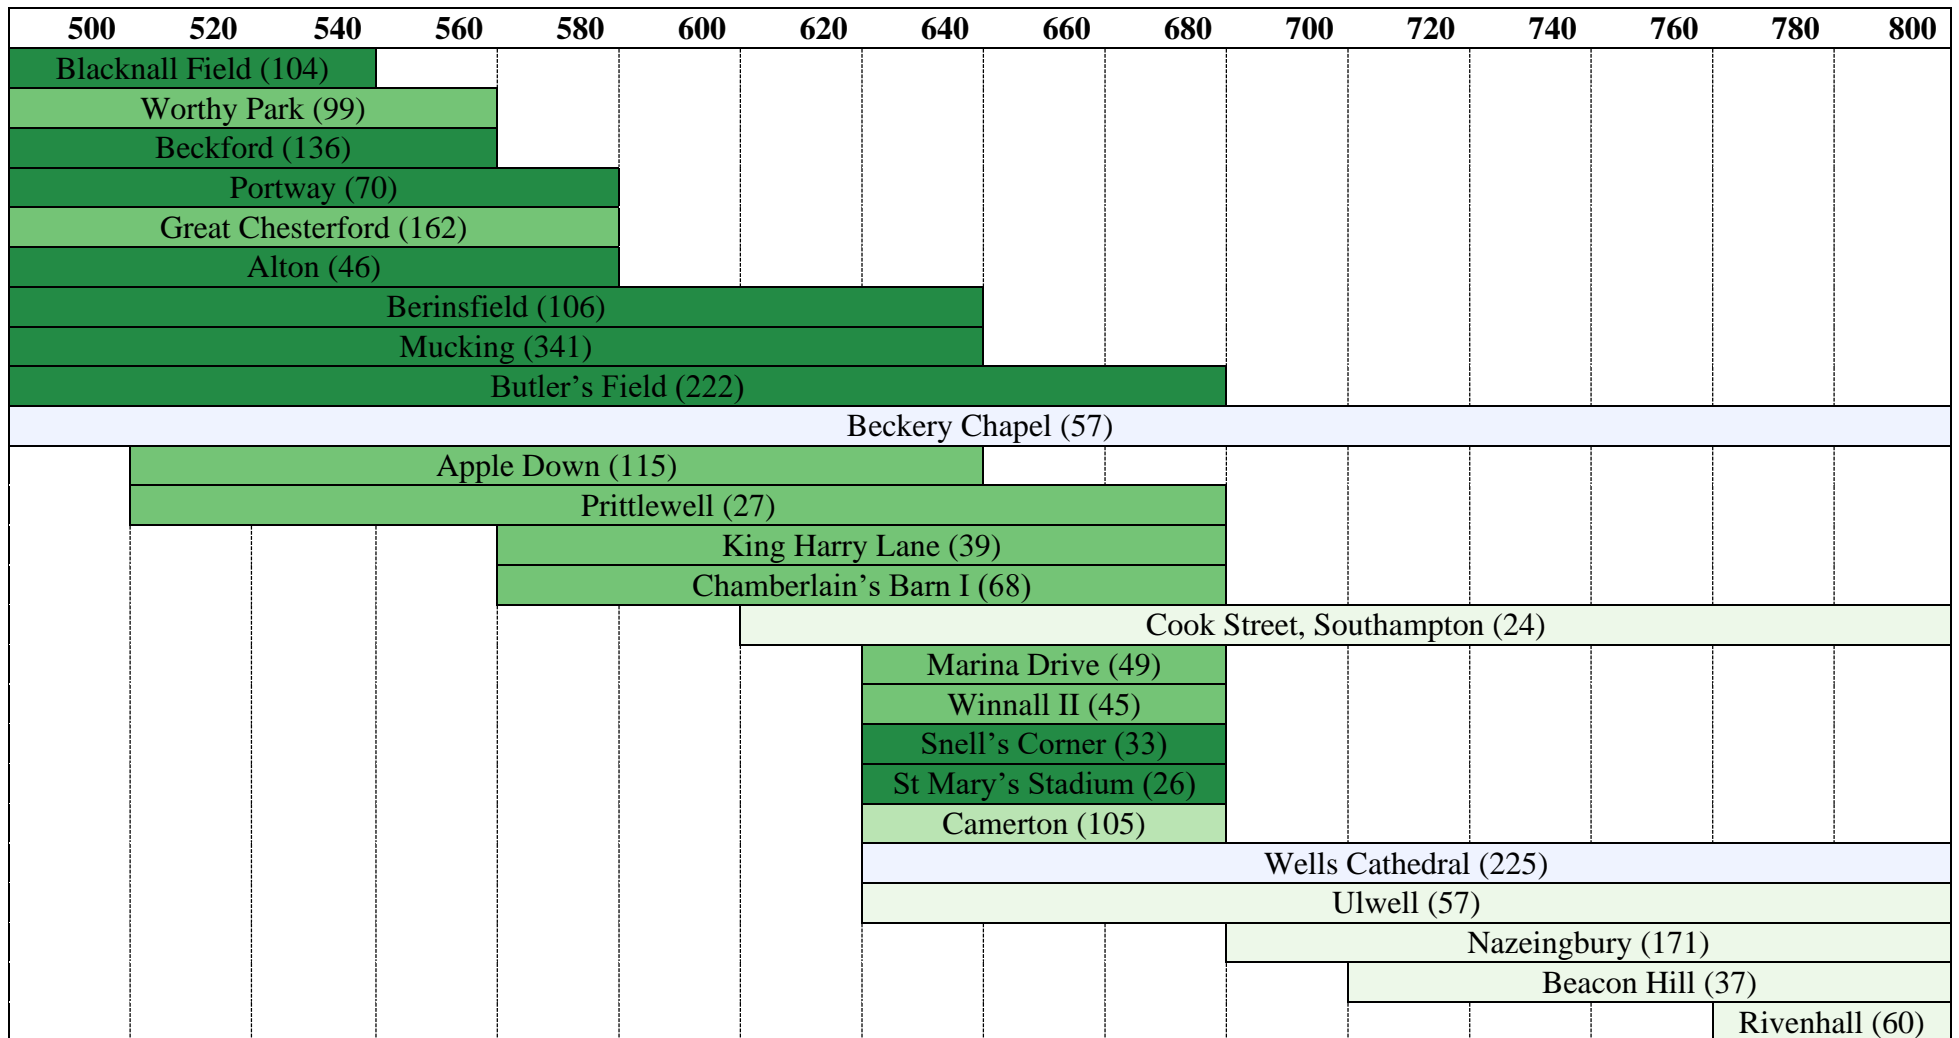 500 520 540 560 580 600 620 640 660 680 700 720 740 760 780 800
Blacknall Field (104)
Worthy Park (99)
Beckford (136)
Portway (70)
Great Chesterford (162)
Alton (46)
Berinsfield (106)
Mucking (341)
Butler’s Field (222)
Beckery Chapel (57)
Apple Down (115)
Prittlewell (27)
King Harry Lane (39)
Chamberlain’s Barn I (68)
Cook Street, Southampton (24)
Marina Drive (49)
Winnall II (45)
Snell’s Corner (33)
St Mary’s Stadium (26)
Camerton (105)
Wells Cathedral (225)
Ulwell (57)
Nazeingbury (171)
Beacon Hill (37)
Rivenhall (60)